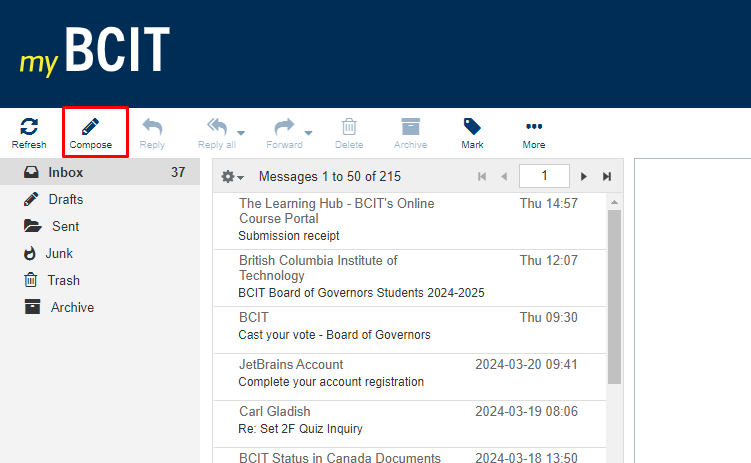 my BCIT
Refresh Compose Reply Reply all Forward Delete Archive Mark More
Inbox 37
Drafts
Sent
Junk
Trash
Archive
Messages 1 to 50 of 215 1
The Learning Hub - BCIT's Online Thu 14:57
Course Portal
Submission receipt
British Columbia Institute of Thu 12:07
Technology
BCIT Board of Governors Students 2024-2025
BCIT Thu 09:30
Cast your vote - Board of Governors
JetBrains Account 2024-03-20 09:41
Complete your account registration
Carl Gladish 2024-03-19 08:06
Re: Set 2F Quiz Inquiry
BCIT Status in Canada Documents 2024-03-18 13:50